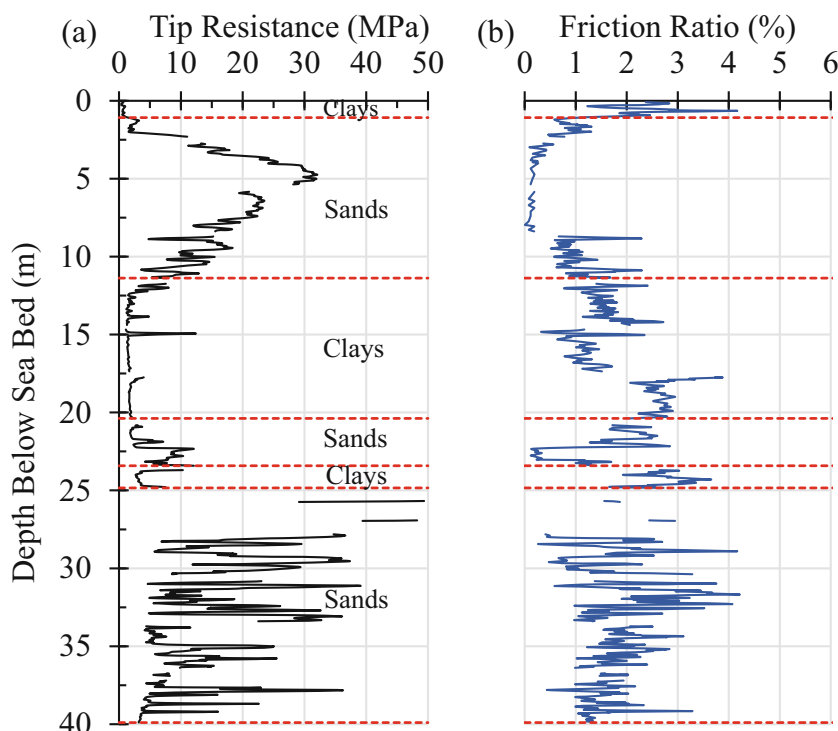 (a) Tip Resistance (MPa)
(b) Friction Ratio (%)
0 10 20 30 40 50
0 1 2 3 4 5 6
Depth Below Sea Bed (m)
0
5
10
15
20
25
30
35
40
Clays
Sands
Clays
Sands
Clays
Sands